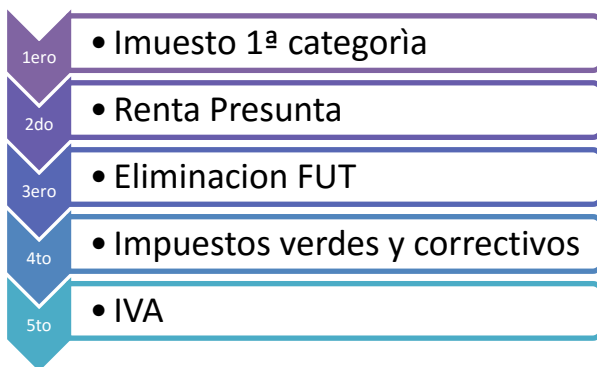 1ero
• Imuesto 1ª categorìa
2do
• Renta Presunta
3ero
• Eliminacion FUT
4to
• Impuestos verdes y correctivos
5to
• IVA